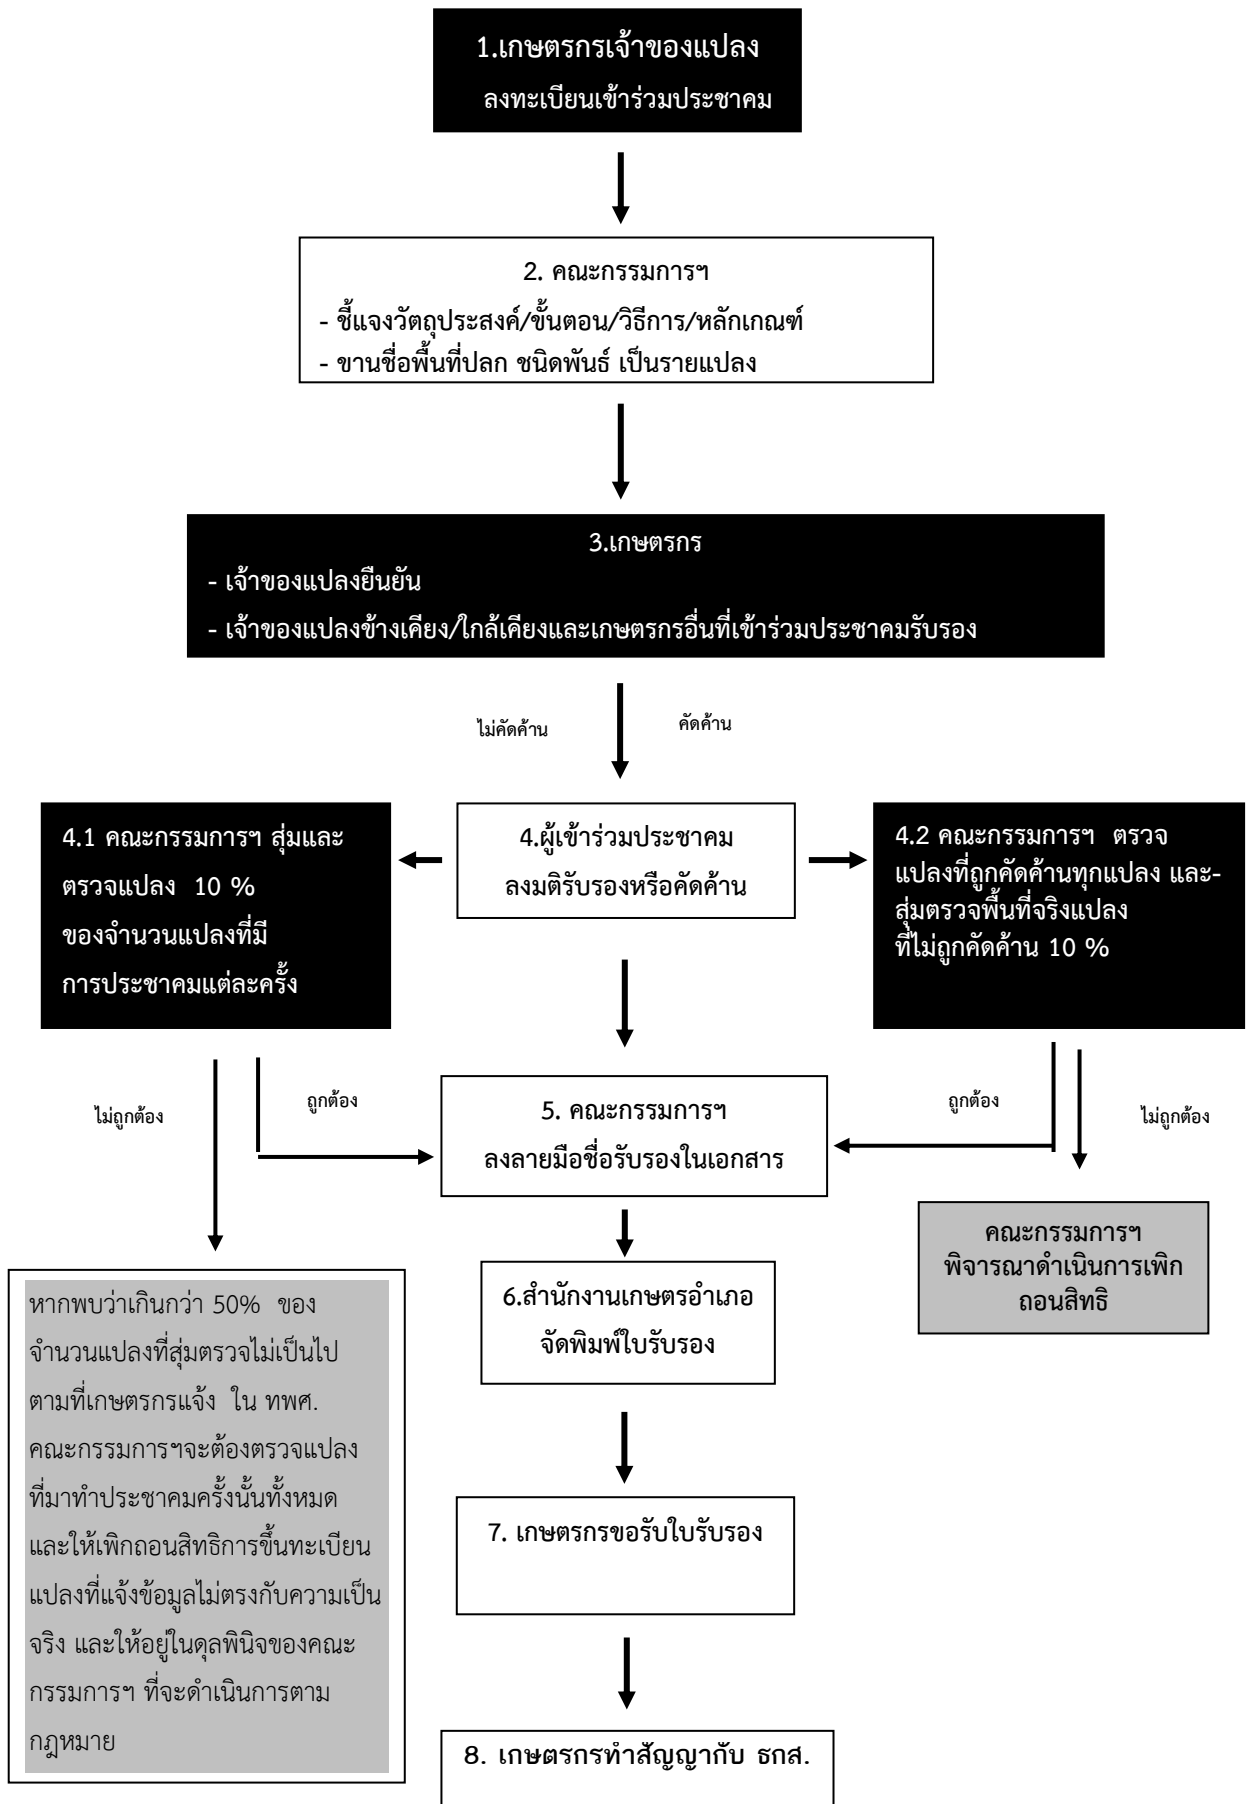 1.เกษตรกรเจ้าของแปลง
ลงทะเบียนเข้าร่วมประชาคม
2. คณะกรรมการฯ
- ชี้แจงวัตถุประสงค์/ขั้นตอน/วิธีการ/หลักเกณฑ์
- ขานชื่อพื้นที่ปลูก ชนิดพันธุ์ เป็นรายแปลง
3.เกษตรกร
- เจ้าของแปลงยืนยัน
- เจ้าของแปลงข้างเคียง/ใกล้เคียงและเกษตรกรอื่นที่เข้าร่วมประชาคมรับรอง
ไม่คัดค้าน
คัดค้าน
4.1 คณะกรรมการฯ สุ่มและ
ตรวจแปลง 10 %
ของจำนวนแปลงที่มี
การประชาคมแต่ละครั้ง
4.ผู้เข้าร่วมประชาคม
ลงมติรับรองหรือคัดค้าน
4.2 คณะกรรมการฯ ตรวจ
แปลงที่ถูกคัดค้านทุกแปลง และ-
สุ่มตรวจพื้นที่จริงแปลง
ที่ไม่ถูกคัดค้าน 10 %
ไม่ถูกต้อง
ถูกต้อง
ถูกต้อง
ไม่ถูกต้อง
5. คณะกรรมการฯ
ลงลายมือชื่อรับรองในเอกสาร
คณะกรรมการฯ
พิจารณาดำเนินการเพิก
ถอนสิทธิ
หากพบว่าเกินกว่า 50% ของ
จำนวนแปลงที่สุ่มตรวจไม่เป็นไป
ตามที่เกษตรกรแจ้ง ใน ทพศ.
คณะกรรมการฯจะต้องตรวจแปลง
ที่มาทำประชาคมครั้งนั้นทั้งหมด
และให้เพิกถอนสิทธิการขึ้นทะเบียน
แปลงที่แจ้งข้อมูลไม่ตรงกับความเป็น
จริง และให้อยู่ในดุลพินิจของคณะ
กรรมการฯ ที่จะดำเนินการตาม
กฎหมาย
6.สำนักงานเกษตรอำเภอ
จัดพิมพ์ใบรับรอง
7. เกษตรกรขอรับใบรับรอง
8. เกษตรกรทำสัญญากับ ธกส.